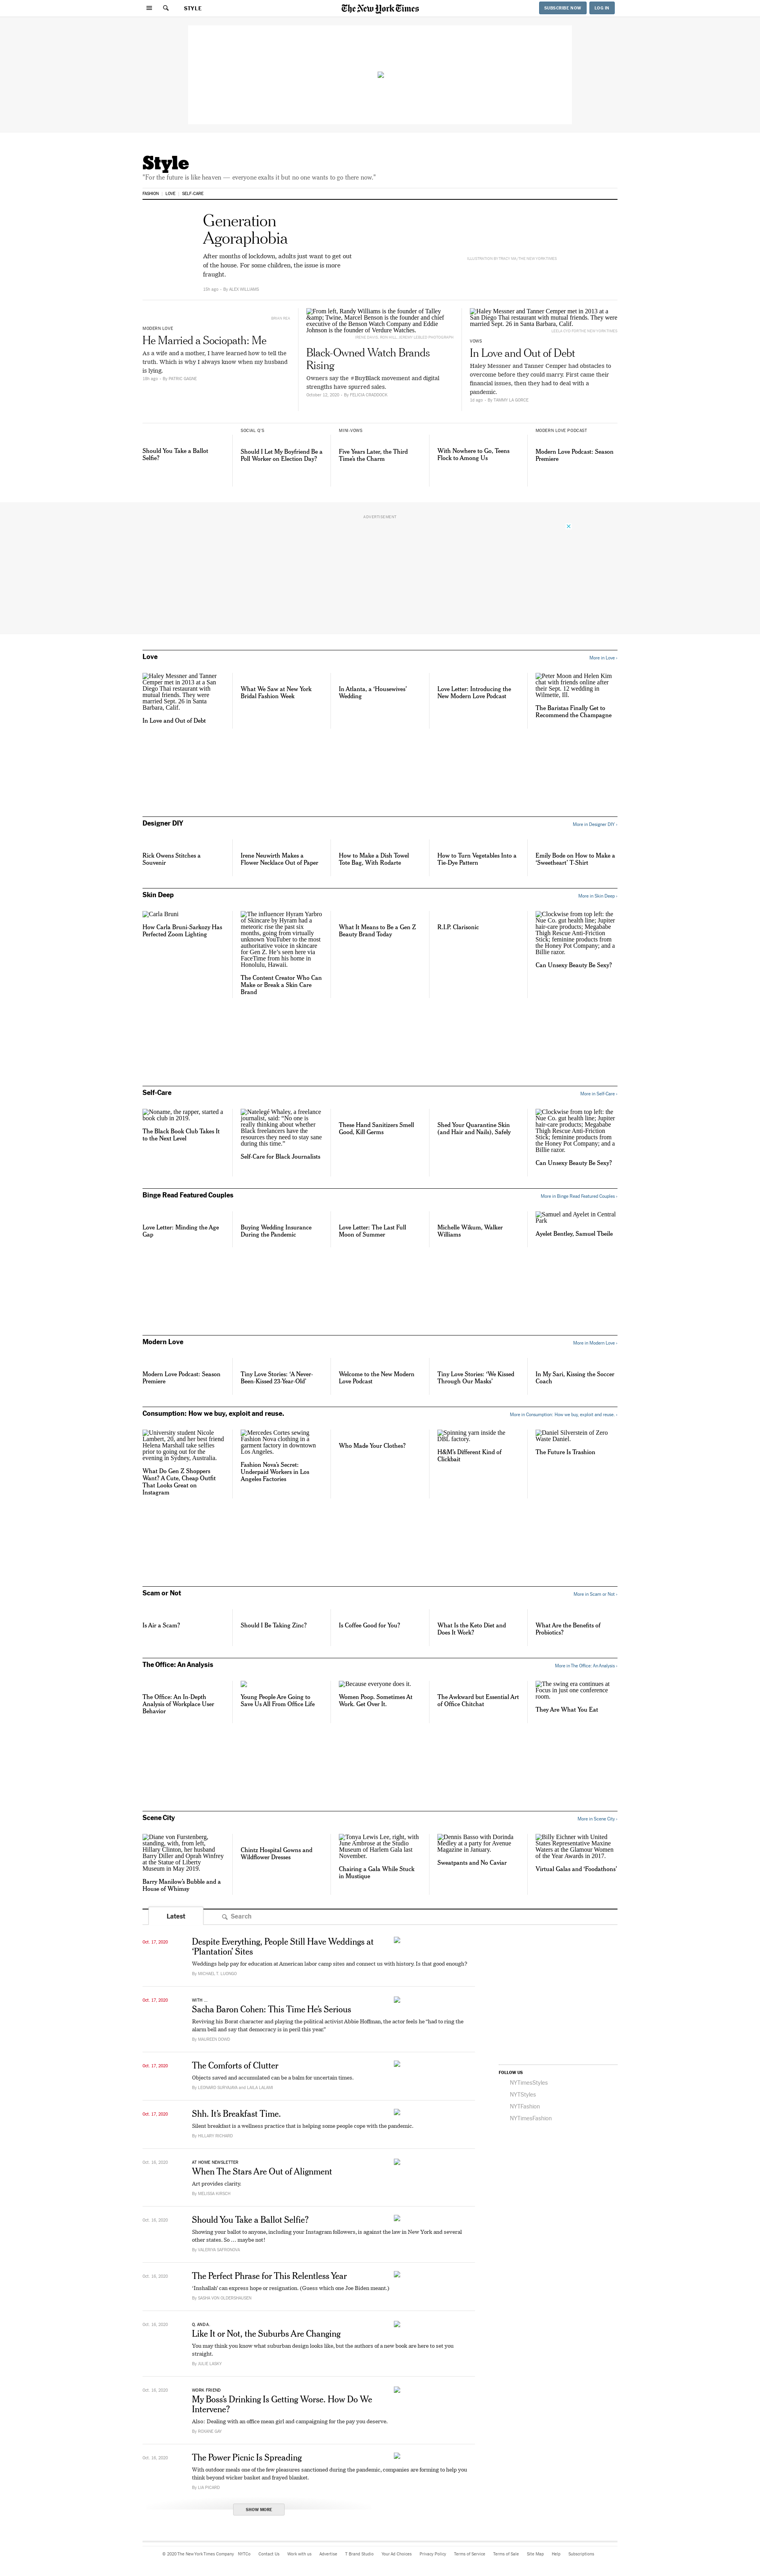 STYLE
The New York Times
SUBSCRIBE NOW
LOG IN
Style
"For the future is like heaven — everyone exalts it but no one wants to go there now."
FASHION
LOVE
SELF-CARE
Generation
Agoraphobia
After months of lockdown, adults just want to get out
of the house. For some children, the issue is more
fraught.
By ALEX WILLIAMS
MODERN LOVE
He Married a Sociopath: Me
As a wife and a mother, I have learned how to tell the
truth. Which is why I always know when my husband
is lying.
By PATRIC GAGNE
From left, Randy Williams is the founder of Talley
&amp; Twine, Marcel Benson is the founder and chief
executive of the Benson Watch Company and Eddie
Johnson is the founder of Verdure Watches.
Black-Owned Watch Brands
Rising
Owners say the #BuyBlack movement and digital
strengths have spurred sales.
October 12, 2020 - By FELICIA CRADDOCK
Haley Messner and Tanner Cemper met in 2013 at a
San Diego Thai restaurant with mutual friends. They were
married Sept. 26 in Santa Barbara, Calif.
VOWS
In Love and Out of Debt
Haley Messner and Tanner Cemper had obstacles to
overcome before they could marry. First it was their
financial issues, then they had to deal with a
pandemic.
1d ago - By TAMMY LA GORCE
Should You Take a Ballot
Selfie?
SOCIAL Q'S
Should I Let My Boyfriend Be a
Poll Worker on Election Day?
MINI-VOWS
Five Years Later, the Third
Time's the Charm
With Nowhere to Go, Teens
Flock to Among Us
MODERN LOVE PODCAST
Modern Love Podcast: Season
Premiere
ADVERTISEMENT
Love
More in Love ›
Haley Messner and Tanner
Cemper met in 2013 at a San
Diego Thai restaurant with
mutual friends. They were
married Sept. 26 in Santa
Barbara, Calif.
In Love and Out of Debt
What We Saw at New York
Bridal Fashion Week
In Atlanta, a 'Housewives'
Wedding
Love Letter: Introducing the
New Modern Love Podcast
Peter Moon and Helen Kim
chat with friends online after
their Sept. 12 wedding in
Wilmette, Ill.
The Baristas Finally Get to
Recommend the Champagne
Designer DIY
More in Designer DIY ›
Rick Owens Stitches a
Souvenir
Irene Neuwirth Makes a
Flower Necklace Out of Paper
How to Make a Dish Towel
Tote Bag, With Rodarte
How to Turn Vegetables Into a
Tie-Dye Pattern
Emily Bode on How to Make a
'Sweetheart' T-Shirt
Skin Deep
More in Skin Deep ›
Carla Bruni
How Carla Bruni-Sarkozy Has
Perfected Zoom Lighting
The influencer Hyram Yarbro
of Skincare by Hyram had a
meteoric rise the past six
months, going from virtually
unknown YouTuber to the most
authoritative voice in skincare
for Gen Z. He's seen here via
FaceTime from his home in
Honolulu, Hawaii.
The Content Creator Who Can
Make or Break a Skin Care
Brand
What It Means to Be a Gen Z
Beauty Brand Today
R.I.P. Clarisonic
Clockwise from top left: the
Nue Co. gut health line; Jupiter
hair-care products; Megababe
Thigh Rescue Anti-Friction
Stick; feminine products from
the Honey Pot Company; and a
Billie razor.
Can Unsexy Beauty Be Sexy?
Self-Care
More in Self-Care ›
Noname, the rapper, started a
book club in 2019.
The Black Book Club Takes It
to the Next Level
Natelegé Whaley, a freelance
journalist, said: "No one is
really thinking about whether
Black freelancers have the
resources they need to stay sane
during this time."
Self-Care for Black Journalists
These Hand Sanitizers Smell
Good, Kill Germs
Shed Your Quarantine Skin
(and Hair and Nails), Safely
Clockwise from top left: the
Nue Co. gut health line; Jupiter
hair-care products; Megababe
Thigh Rescue Anti-Friction
Stick; feminine products from
the Honey Pot Company; and a
Billie razor.
Can Unsexy Beauty Be Sexy?
Binge Read Featured Couples
More in Binge Read Featured Couples ›
Love Letter: Minding the Age
Gap
Buying Wedding Insurance
During the Pandemic
Love Letter: The Last Full
Moon of Summer
Michelle Wikum, Walker
Williams
Samuel and Ayelet in Central
Park
Ayelet Bentley, Samuel Tbeile
Modern Love
More in Modern Love ›
Modern Love Podcast: Season
Premiere
Tiny Love Stories: 'A Never-
Been-Kissed 23-Year-Old'
Welcome to the New Modern
Love Podcast
Tiny Love Stories: 'We Kissed
Through Our Masks'
In My Sari, Kissing the Soccer
Coach
Consumption: How we buy, exploit and reuse.
More in Consumption: How we buy, exploit and reuse. ›
University student Nicole
Lambert, 20, and her best friend
Helena Marshall take selfies
prior to going out for the
evening in Sydney, Australia.
What Do Gen Z Shoppers
Want? A Cute, Cheap Outfit
That Looks Great on
Instagram
Mercedes Cortes sewing
Fashion Nova clothing in a
garment factory in downtown
Los Angeles.
Fashion Nova's Secret:
Underpaid Workers in Los
Angeles Factories
Who Made Your Clothes?
Spinning yarn inside the
DBL factory.
H&M's Different Kind of
Clickbait
Daniel Silverstein of Zero
Waste Daniel.
The Future Is Trashion
Scam or Not
More in Scam or Not ›
Is Air a Scam?
Should I Be Taking Zinc?
Is Coffee Good for You?
What Is the Keto Diet and
Does It Work?
What Are the Benefits of
Probiotics?
The Office: An Analysis
More in The Office: An Analysis ›
The Office: An In-Depth
Analysis of Workplace User
Behavior
Young People Are Going to
Save Us All From Office Life
Because everyone does it.
Women Poop. Sometimes At
Work. Get Over It.
The Awkward but Essential Art
of Office Chitchat
The swing era continues at
Focus in just one conference
room.
They Are What You Eat
Scene City
More in Scene City ›
Diane von Furstenberg,
standing, with, from left,
Hillary Clinton, her husband
Barry Diller and Oprah Winfrey
at the Statue of Liberty
Museum in May 2019.
Barry Manilow's Bubble and a
House of Whimsy
Chintz Hospital Gowns and
Wildflower Dresses
Tonya Lewis Lee, right, with
June Ambrose at the Studio
Museum of Harlem Gala last
November.
Chairing a Gala While Stuck
in Mustique
Dennis Basso with Dorinda
Medley at a party for Avenue
Magazine in January.
Sweatpants and No Caviar
Billy Eichner with United
States Representative Maxine
Waters at the Glamour Women
of the Year Awards in 2017.
Virtual Galas and 'Foodathons'
Latest
Search
Oct. 17, 2020
Despite Everything, People Still Have Weddings at
'Plantation' Sites
Weddings help pay for education at American labor camp sites and connect us with history. Is that good enough?
By MICHAEL T. LUONGO
Oct. 17, 2020
WITH ...
Sacha Baron Cohen: This Time He's Serious
Reviving his Borat character and playing the political activist Abbie Hoffman, the actor feels he "had to ring the
alarm bell and say that democracy is in peril this year."
By MAUREEN DOWD
Oct. 17, 2020
The Comforts of Clutter
Objects saved and accumulated can be a balm for uncertain times.
By LEONARD SURYAJAYA and LAILA LALAMI
Oct. 17, 2020
Shh. It's Breakfast Time.
Silent breakfast is a wellness practice that is helping some people cope with the pandemic.
By HILLARY RICHARD
Oct. 16, 2020
AT HOME NEWSLETTER
When The Stars Are Out of Alignment
Art provides clarity.
By MELISSA KIRSCH
Oct. 16, 2020
Should You Take a Ballot Selfie?
Showing your ballot to anyone, including your Instagram followers, is against the law in New York and several
other states. So … maybe not!
By VALERIYA SAFRONOVA
Oct. 16, 2020
The Perfect Phrase for This Relentless Year
'Inshallah' can express hope or resignation. (Guess which one Joe Biden meant.)
By SASHA VON OLDERSHAUSEN
Oct. 16, 2020
Q. AND A.
Like It or Not, the Suburbs Are Changing
You may think you know what suburban design looks like, but the authors of a new book are here to set you
straight.
By JULIE LASKY
Oct. 16, 2020
WORK FRIEND
My Boss's Drinking Is Getting Worse. How Do We
Intervene?
Also: Dealing with an office mean girl and campaigning for the pay you deserve.
By ROXANE GAY
Oct. 16, 2020
The Power Picnic Is Spreading
With outdoor meals one of the few pleasures sanctioned during the pandemic, companies are forming to help you
think beyond wicker basket and frayed blanket.
By LIA PICARD
SHOW MORE
FOLLOW US
NYTimesStyles
NYTStyles
NYTFashion
NYTimesfashion
© 2020 The New York Times Company
NYTCo
Contact Us
Work with us
Advertise
T Brand Studio
Your Ad Choices
Privacy Policy
Terms of Service
Terms of Sale
Site Map
Help
Subscriptions